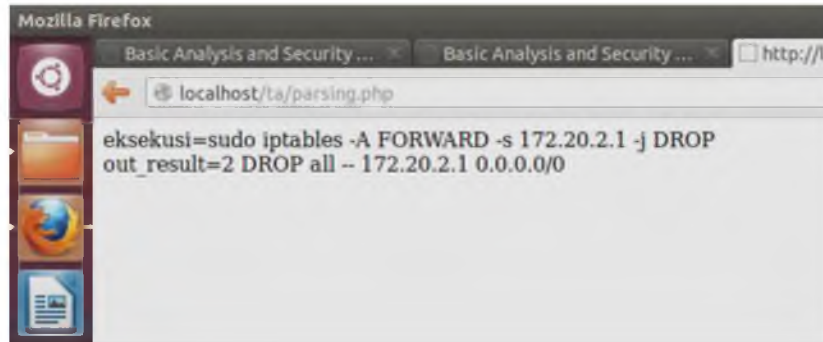 Mozilla Firefox
Basic Analysis and Security ...
Basic Analysis and Security ...
http://l
localhost/ta/parsing.php
eksekusi=sudo iptables -A FORWARD -s 172.20.2.1 -j DROP
out_result=2 DROP all -- 172.20.2.1 0.0.0.0/0